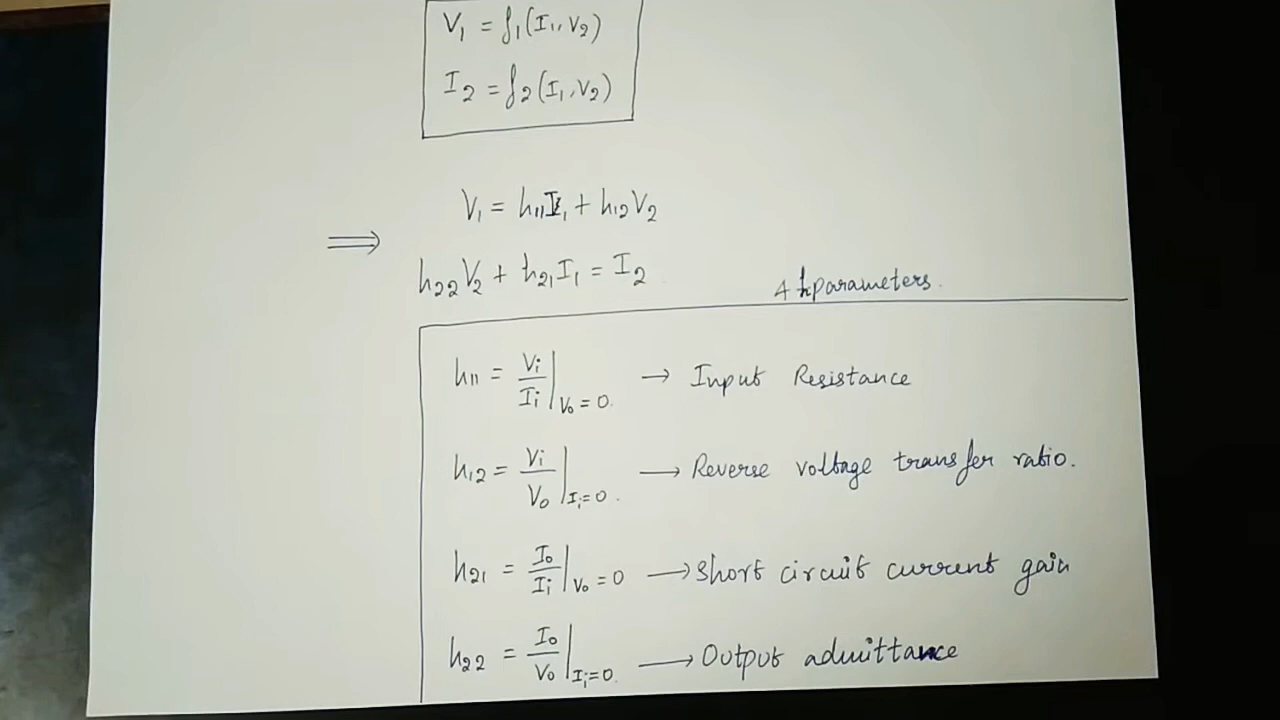 V₁ = f₁(I₁, V₂)
I₂ = f₂(I₁, V₂)
⟹
V₁ = h₁₁I₁ + h₁₂V₂
h₂₂V₂ + h₂₁I₁ = I₂
4 h parameters.
h₁₁ = Vi/Ii |V₀ = 0. → Input Resistance
h₁₂ = Vi/V₀ |Ii = 0. → Reverse voltage transfer ratio.
h₂₁ = I₀/Ii |V₀ = 0 → Short circuit current gain
h₂₂ = I₀/V₀ |Ii = 0. → Output admittance